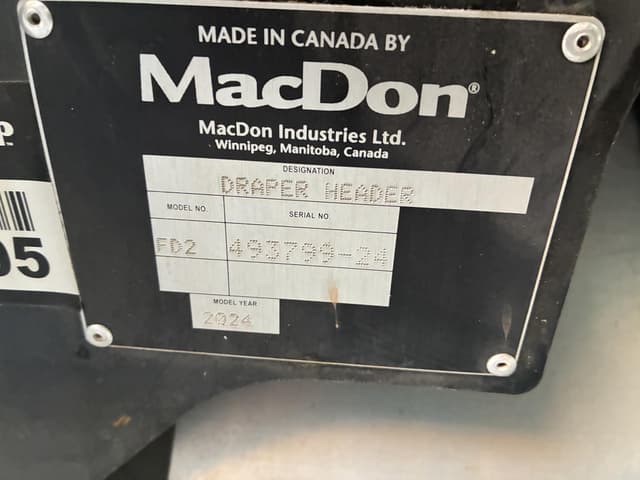 MADE IN CANADA BY
MacDon®
MacDon Industries Ltd.
Winnipeg, Manitoba, Canada
DESIGNATION
DRAPER HEADER
MODEL NO.
SERIAL NO.
FD2
493799-24
MODEL YEAR
2024
P™
05